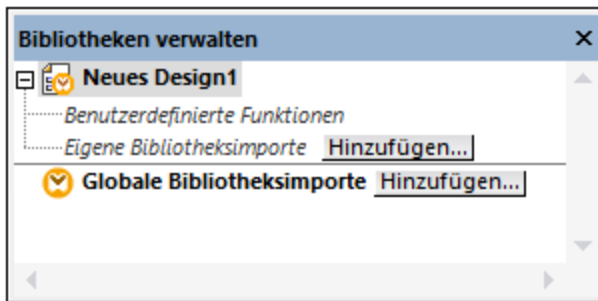 Bibliotheken verwalten
Neues Design1
Benutzerdefinierte Funktionen
Eigene Bibliotheksimporte Hinzufügen...
Globale Bibliotheksimporte Hinzufügen...